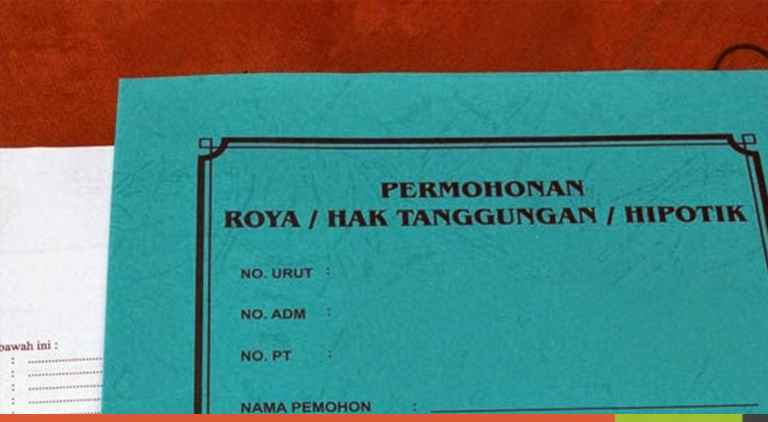 PERMOHONAN
ROYA / HAK TANGGUNGAN / HIPOTIK
NO. URUT :
NO. ADM :
NO. PT :
NAMA PEMOHON :
bawah ini :